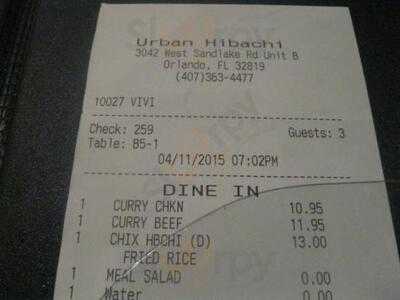 Urban Hibachi
3042 West Sandlake Rd Unit B
Orlando, FL 32819
(407)363-4477
10027 VIVI
Check: 259 Guests: 3
Table: B5-1
04/11/2015 07:02PM
DINE IN
1 CURRY CHKN 10.95
1 CURRY BEEF 11.95
1 CHIX HBCHI (D) 13.00
FRIED RICE
1 MEAL SALAD 0.00
1 Water 0.00